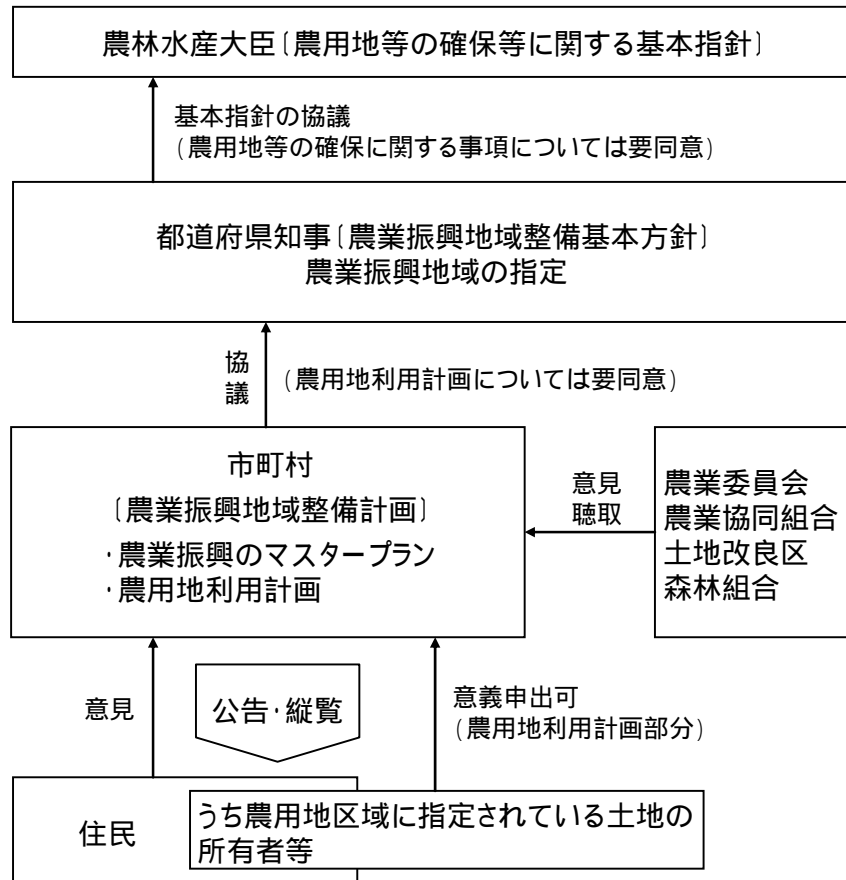 農林水産大臣〔農用地等の確保等に関する基本指針〕
基本指針の協議
(農用地等の確保に関する事項については要同意)
都道府県知事〔農業振興地域整備基本方針〕
農業振興地域の指定
協議
(農用地利用計画については要同意)
市町村
〔農業振興地域整備計画〕
・農業振興のマスタープラン
・農用地利用計画
意見
聴取
農業委員会
農業協同組合
土地改良区
森林組合
意見
公告・縦覧
意義申出可
(農用地利用計画部分)
住民
うち農用地区域に指定されている土地の
所有者等